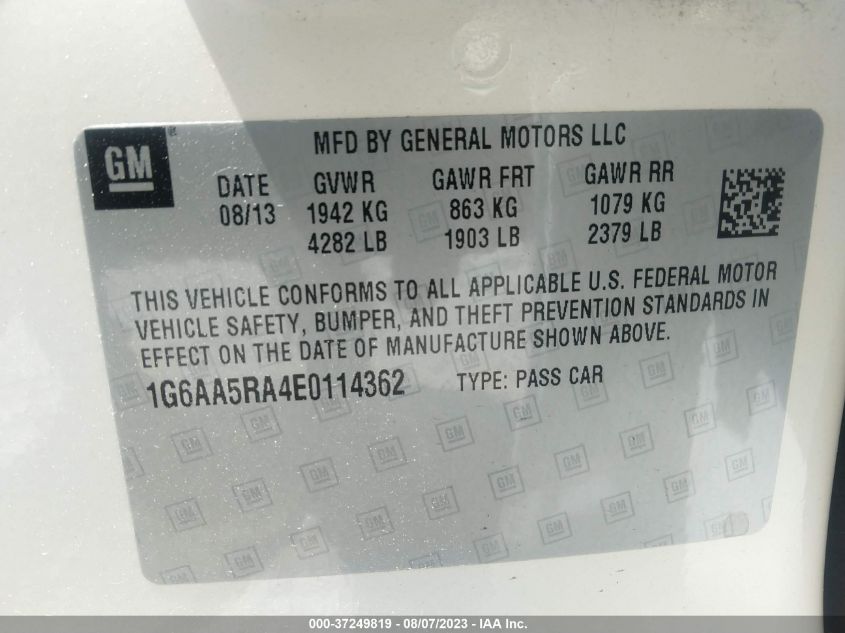 GM
MFD BY GENERAL MOTORS LLC
DATE GVWR GAWR FRT GAWR RR
08/13 1942 KG 863 KG 1079 KG
4282 LB 1903 LB 2379 LB
THIS VEHICLE CONFORMS TO ALL APPLICABLE U.S. FEDERAL MOTOR
VEHICLE SAFETY, BUMPER, AND THEFT PREVENTION STANDARDS IN
EFFECT ON THE DATE OF MANUFACTURE SHOWN ABOVE.
1G6AA5RA4E0114362 TYPE: PASS CAR
000-37249819 - 08/07/2023 - IAA Inc.